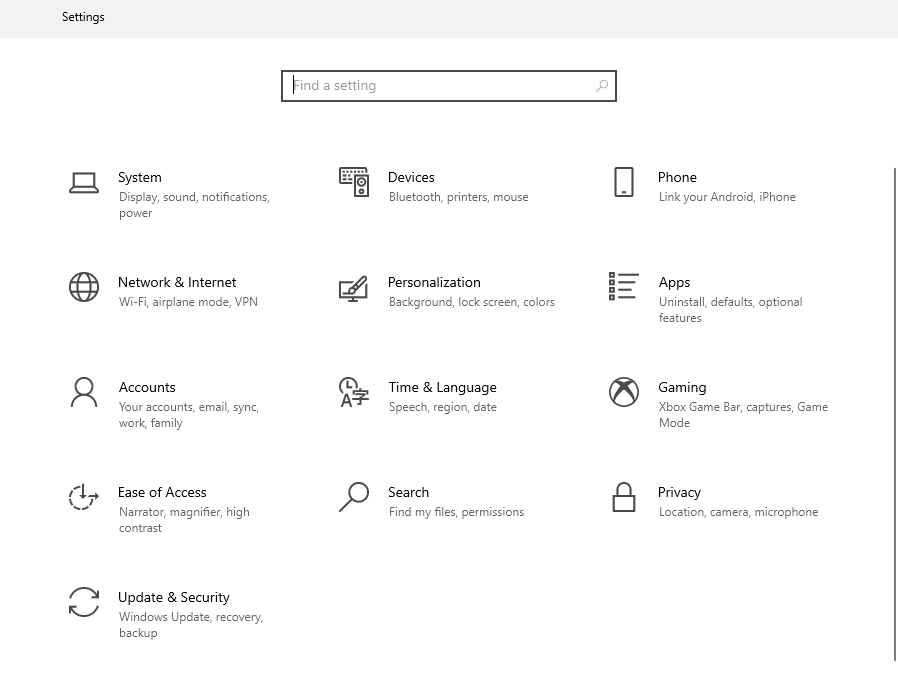 Settings
Find a setting
System
Display, sound, notifications,
power
Devices
Bluetooth, printers, mouse
Phone
Link your Android, iPhone
Network & Internet
Wi-Fi, airplane mode, VPN
Personalization
Background, lock screen, colors
Apps
Uninstall, defaults, optional
features
Accounts
Your accounts, email, sync,
work, family
Time & Language
Speech, region, date
Gaming
Xbox Game Bar, captures, Game
Mode
Ease of Access
Narrator, magnifier, high
contrast
Search
Find my files, permissions
Privacy
Location, camera, microphone
Update & Security
Windows Update, recovery,
backup